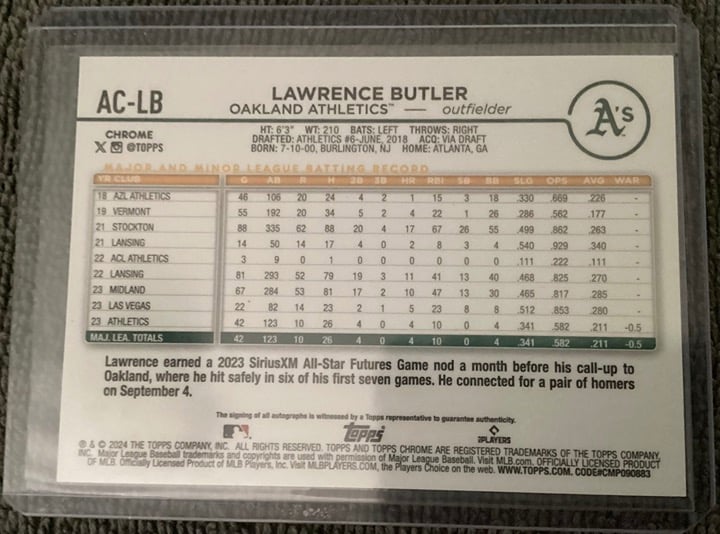 AC-LB
LAWRENCE BUTLER
OAKLAND ATHLETICS™ — outfielder
A's
CHROME
@TOPPS
HT: 6'3" WT: 210 BATS: LEFT THROWS: RIGHT
DRAFTED: ATHLETICS #6-JUNE, 2018 ACQ: VIA DRAFT
BORN: 7-10-00, BURLINGTON, NJ HOME: ATLANTA, GA
MAJOR AND MINOR LEAGUE BATTING RECORD
YR CLUB G AB R H 2B 3B HR RBI SB BB SLG OPS AVG WAR
18 AZL ATHLETICS 46 106 20 24 4 2 1 15 3 18 .330 .669 .226 -
19 VERMONT 55 192 20 34 5 2 4 22 1 26 .286 .562 .177 -
21 STOCKTON 88 335 62 88 20 4 17 67 26 55 .499 .862 .263 -
21 LANSING 14 50 14 17 4 0 2 8 3 4 .540 .929 .340 -
22 ACL ATHLETICS 3 9 0 1 0 0 0 0 0 0 .111 .222 .111 -
22 LANSING 81 293 52 79 19 3 11 41 13 40 .468 .825 .270 -
23 MIDLAND 67 284 53 81 17 2 10 47 13 30 .465 .817 .285 -
23 LAS VEGAS 22 82 14 23 2 1 5 23 8 8 .512 .853 .280 -
23 ATHLETICS 42 123 10 26 4 0 4 10 0 4 .341 .582 .211 -0.5
MAJ. LEA. TOTALS 42 123 10 26 4 0 4 10 0 4 .341 .582 .211 -0.5
Lawrence earned a 2023 SiriusXM All-Star Futures Game nod a month before his call-up to
Oakland, where he hit safely in six of his first seven games. He connected for a pair of homers
on September 4.
The signing of all autographs is witnessed by a Topps representative to guarantee authenticity.
Topps
PLAYERS
® & © 2024 THE TOPPS COMPANY, INC. ALL RIGHTS RESERVED. TOPPS AND TOPPS CHROME ARE REGISTERED TRADEMARKS OF THE TOPPS COMPANY,
INC. Major League Baseball trademarks and copyrights are used with permission of Major League Baseball. Visit MLB.com. OFFICIALLY LICENSED PRODUCT
OF MLB. Officially Licensed Product of MLB Players, Inc. Visit MLBPLAYERS.COM, the Players Choice on the web. WWW.TOPPS.COM. CODE#CMP090883